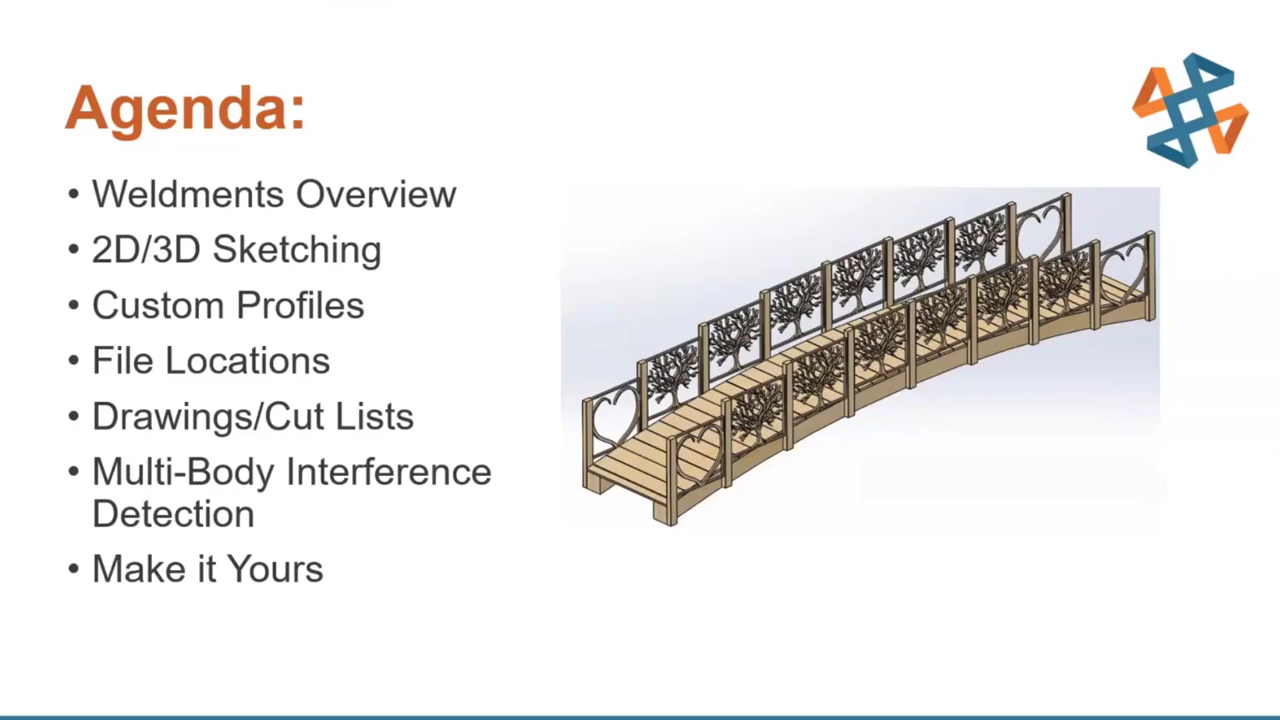 Agenda:
• Weldments Overview
• 2D/3D Sketching
• Custom Profiles
• File Locations
• Drawings/Cut Lists
• Multi-Body Interference
Detection
• Make it Yours